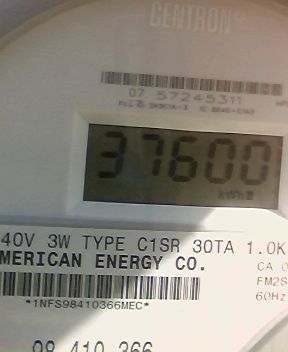 CENTRON
07 57245311
37600
kWh
40V 3W TYPE C1SR 30TA 1.0K
MERICAN ENERGY CO.
CA 0
FM2S
*1NFS98410366MEC*
60Hz
98 410 366